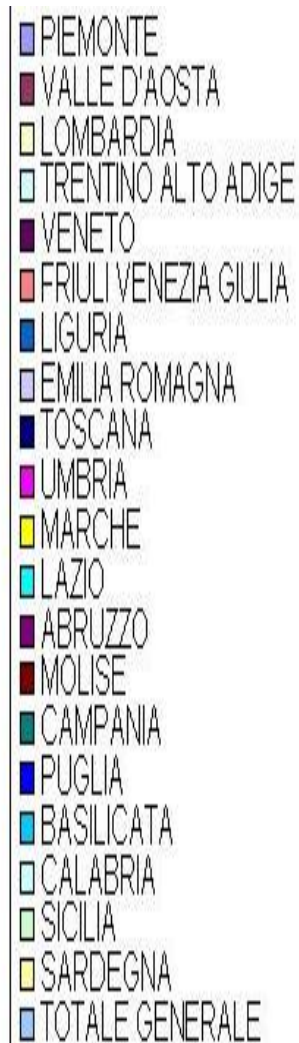 PIEMONTE
VALLE D'AOSTA
LOMBARDIA
TRENTINO ALTO ADIGE
VENETO
FRIULI VENEZIA GIULIA
LIGURIA
EMILIA ROMAGNA
TOSCANA
UMBRIA
MARCHE
LAZIO
ABRUZZO
MOLISE
CAMPANIA
PUGLIA
BASILICATA
CALABRIA
SICILIA
SARDEGNA
TOTALE GENERALE